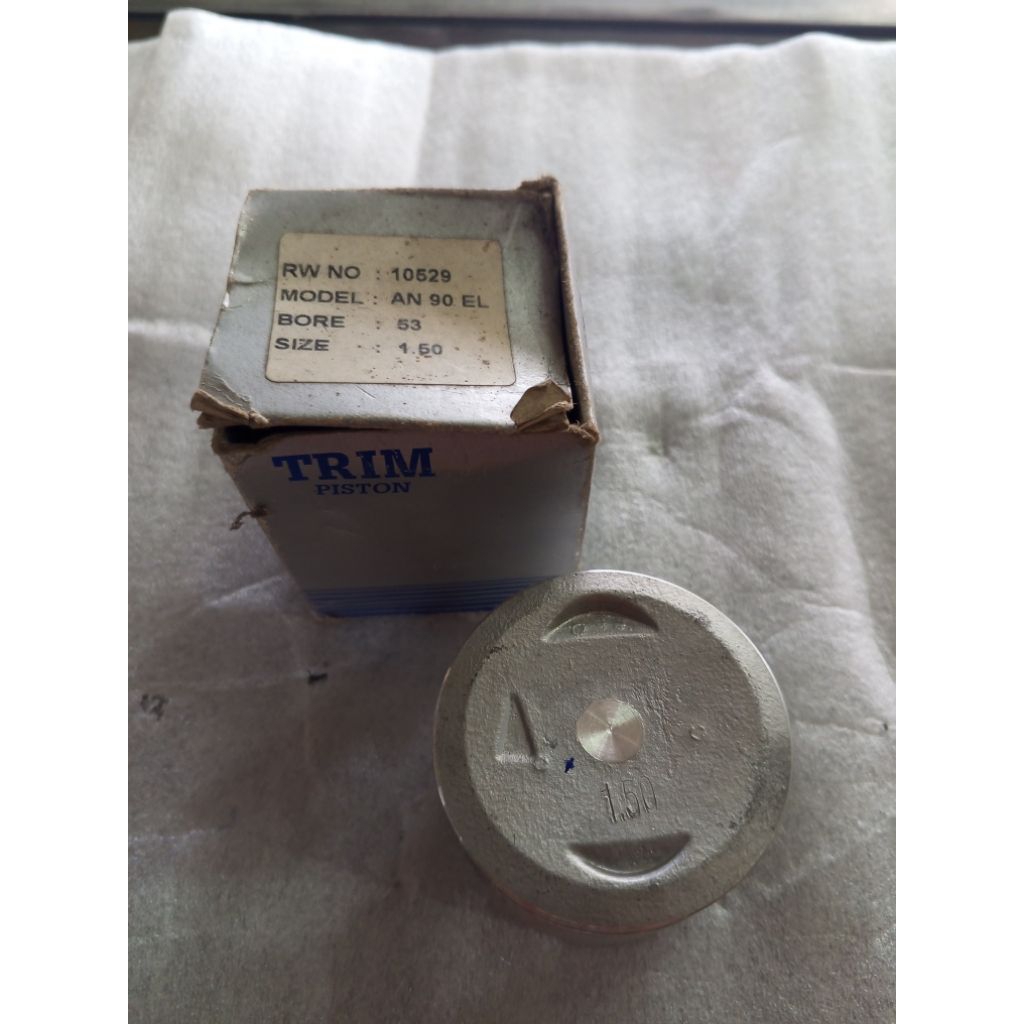 RW NO : 10529
MODEL : AN 90 EL
BORE : 53
SIZE : 1.50
TRIM
PISTON
1.50